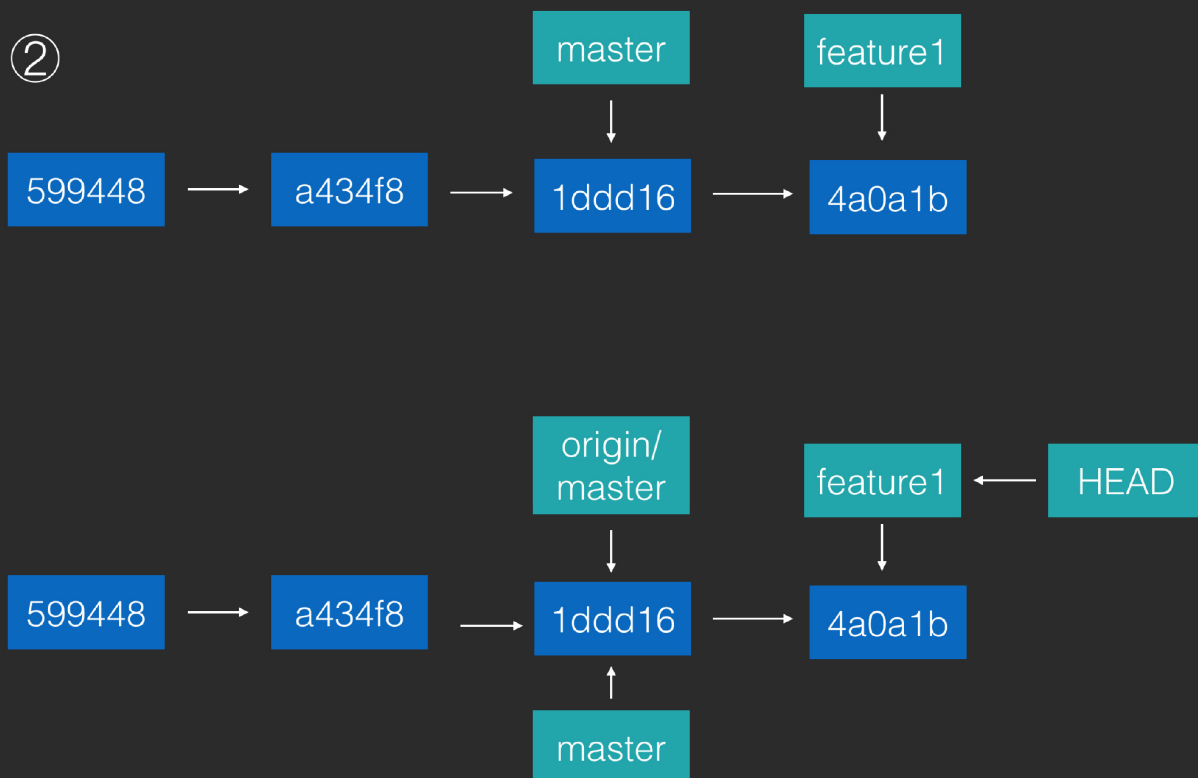 ②
master
feature1
599448
a434f8
1ddd16
4a0a1b
origin/
master
feature1
HEAD
599448
a434f8
1ddd16
4a0a1b
master